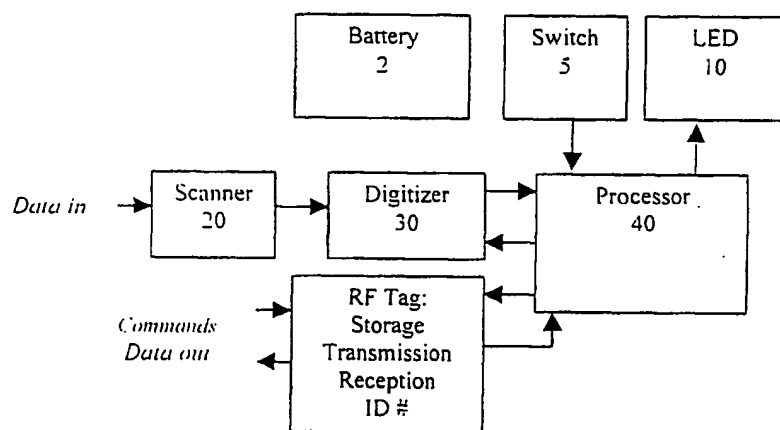 Battery
2
Switch
5
LED
10
Data in
Scanner
20
Digitizer
30
Processor
40
Commands
Data out
RF Tag:
Storage
Transmission
Reception
ID #